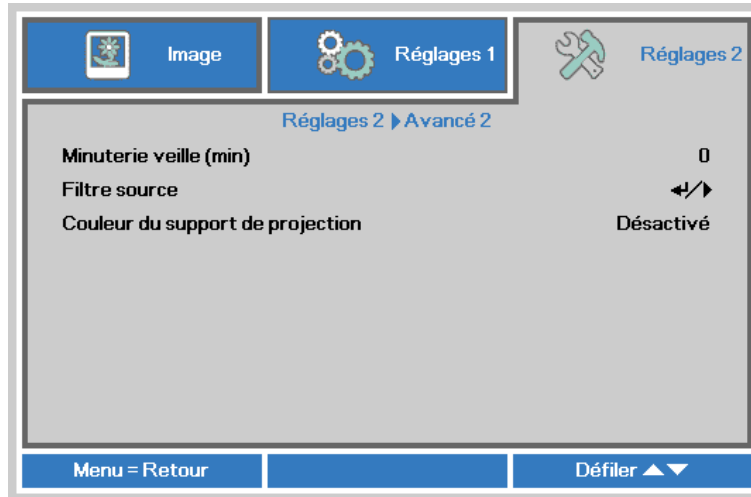 Image
Réglages 1
Réglages 2
Réglages 2 Avancé 2
Minuterie veille (min) 0
Filtre source
Couleur du support de projection Désactivé
Menu = Retour
Défiler